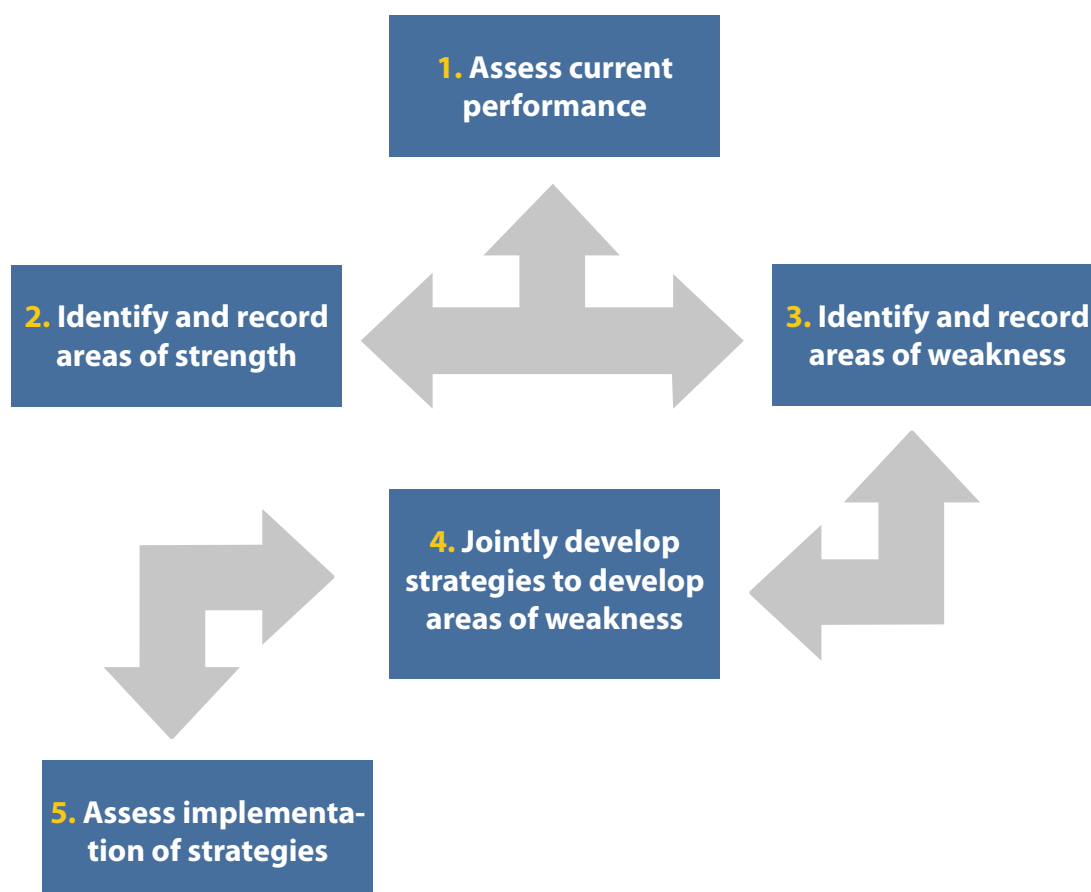 1. Assess current
performance
2. Identify and record
areas of strength
3. Identify and record
areas of weakness
4. Jointly develop
strategies to develop
areas of weakness
5. Assess implementa-
tion of strategies